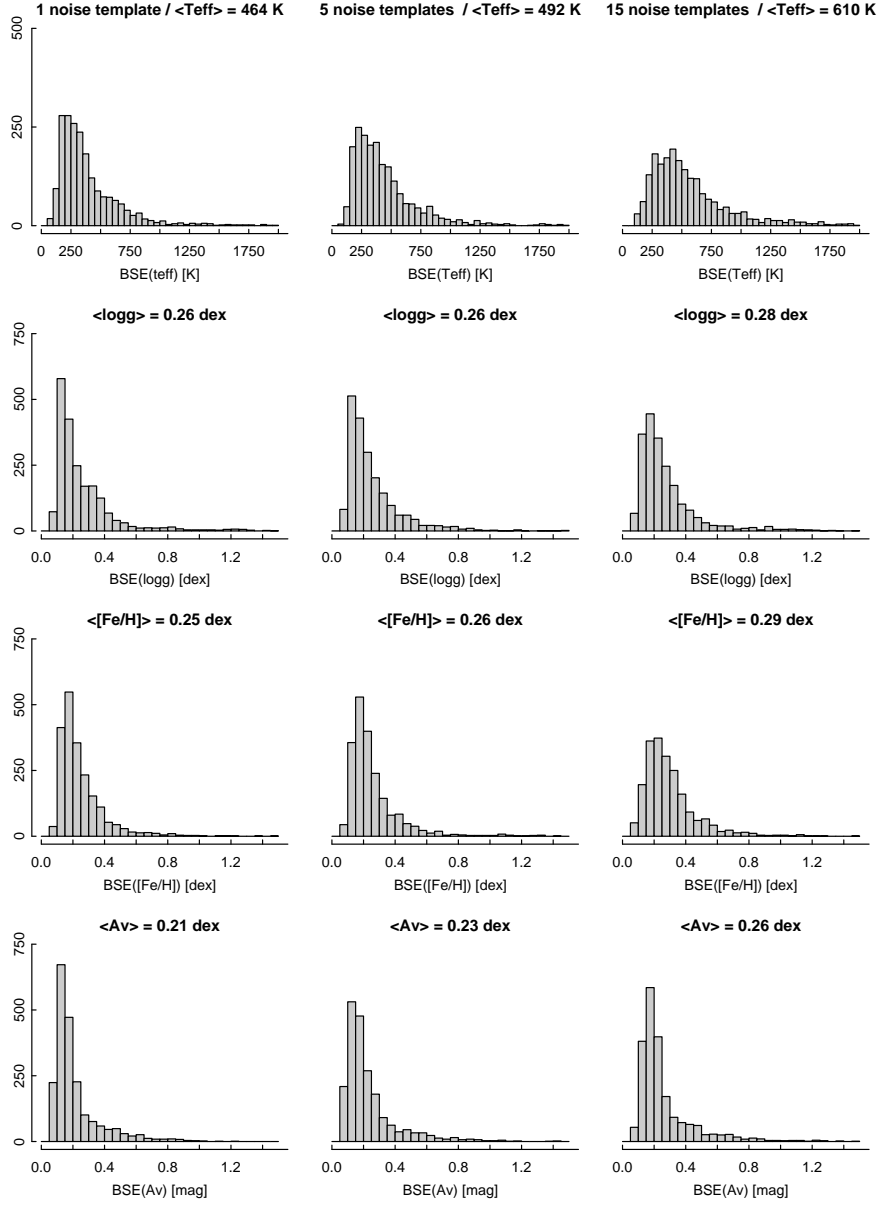 1 noise template / <Teff> = 464 K
5 noise templates / <Teff> = 492 K
15 noise templates / <Teff> = 610 K
0 250 500
0 250 750 1250 1750
250 750 1250 1750
250 750 1250 1750
BSE(teff) [K]
BSE(Teff) [K]
BSE(Teff) [K]
<logg> = 0.26 dex
<logg> = 0.26 dex
<logg> = 0.28 dex
0 250 500 750
0.0 0.4 0.8 1.2
0.0 0.4 0.8 1.2
0.0 0.4 0.8 1.2
BSE(logg) [dex]
BSE(logg) [dex]
BSE(logg) [dex]
<[Fe/H]> = 0.25 dex
<[Fe/H]> = 0.26 dex
<[Fe/H]> = 0.29 dex
0 250 500 750
0.0 0.4 0.8 1.2
0.0 0.4 0.8 1.2
0.0 0.4 0.8 1.2
BSE([Fe/H]) [dex]
BSE([Fe/H]) [dex]
BSE([Fe/H]) [dex]
<Av> = 0.21 dex
<Av> = 0.23 dex
<Av> = 0.26 dex
0 250 500 750
0.0 0.4 0.8 1.2
0.0 0.4 0.8 1.2
0.0 0.4 0.8 1.2
BSE(Av) [mag]
BSE(Av) [mag]
BSE(Av) [mag]